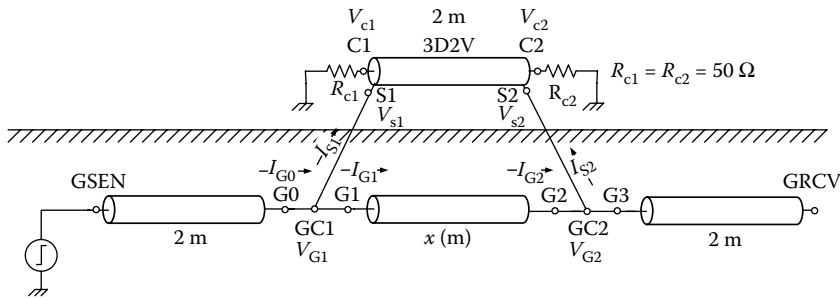 V_c1 2 m V_c2
C1 3D2V C2
R_c1 R_c2 R_c1 = R_c2 = 50 Ω
S1 S2
V_s1 V_s2
–I_S1 I_S2–
–I_G0 –I_G1 –I_G2
GSEN G0 G1 G2 G3 GRCV
GC1 GC2
2 m x (m) 2 m
V_G1 V_G2